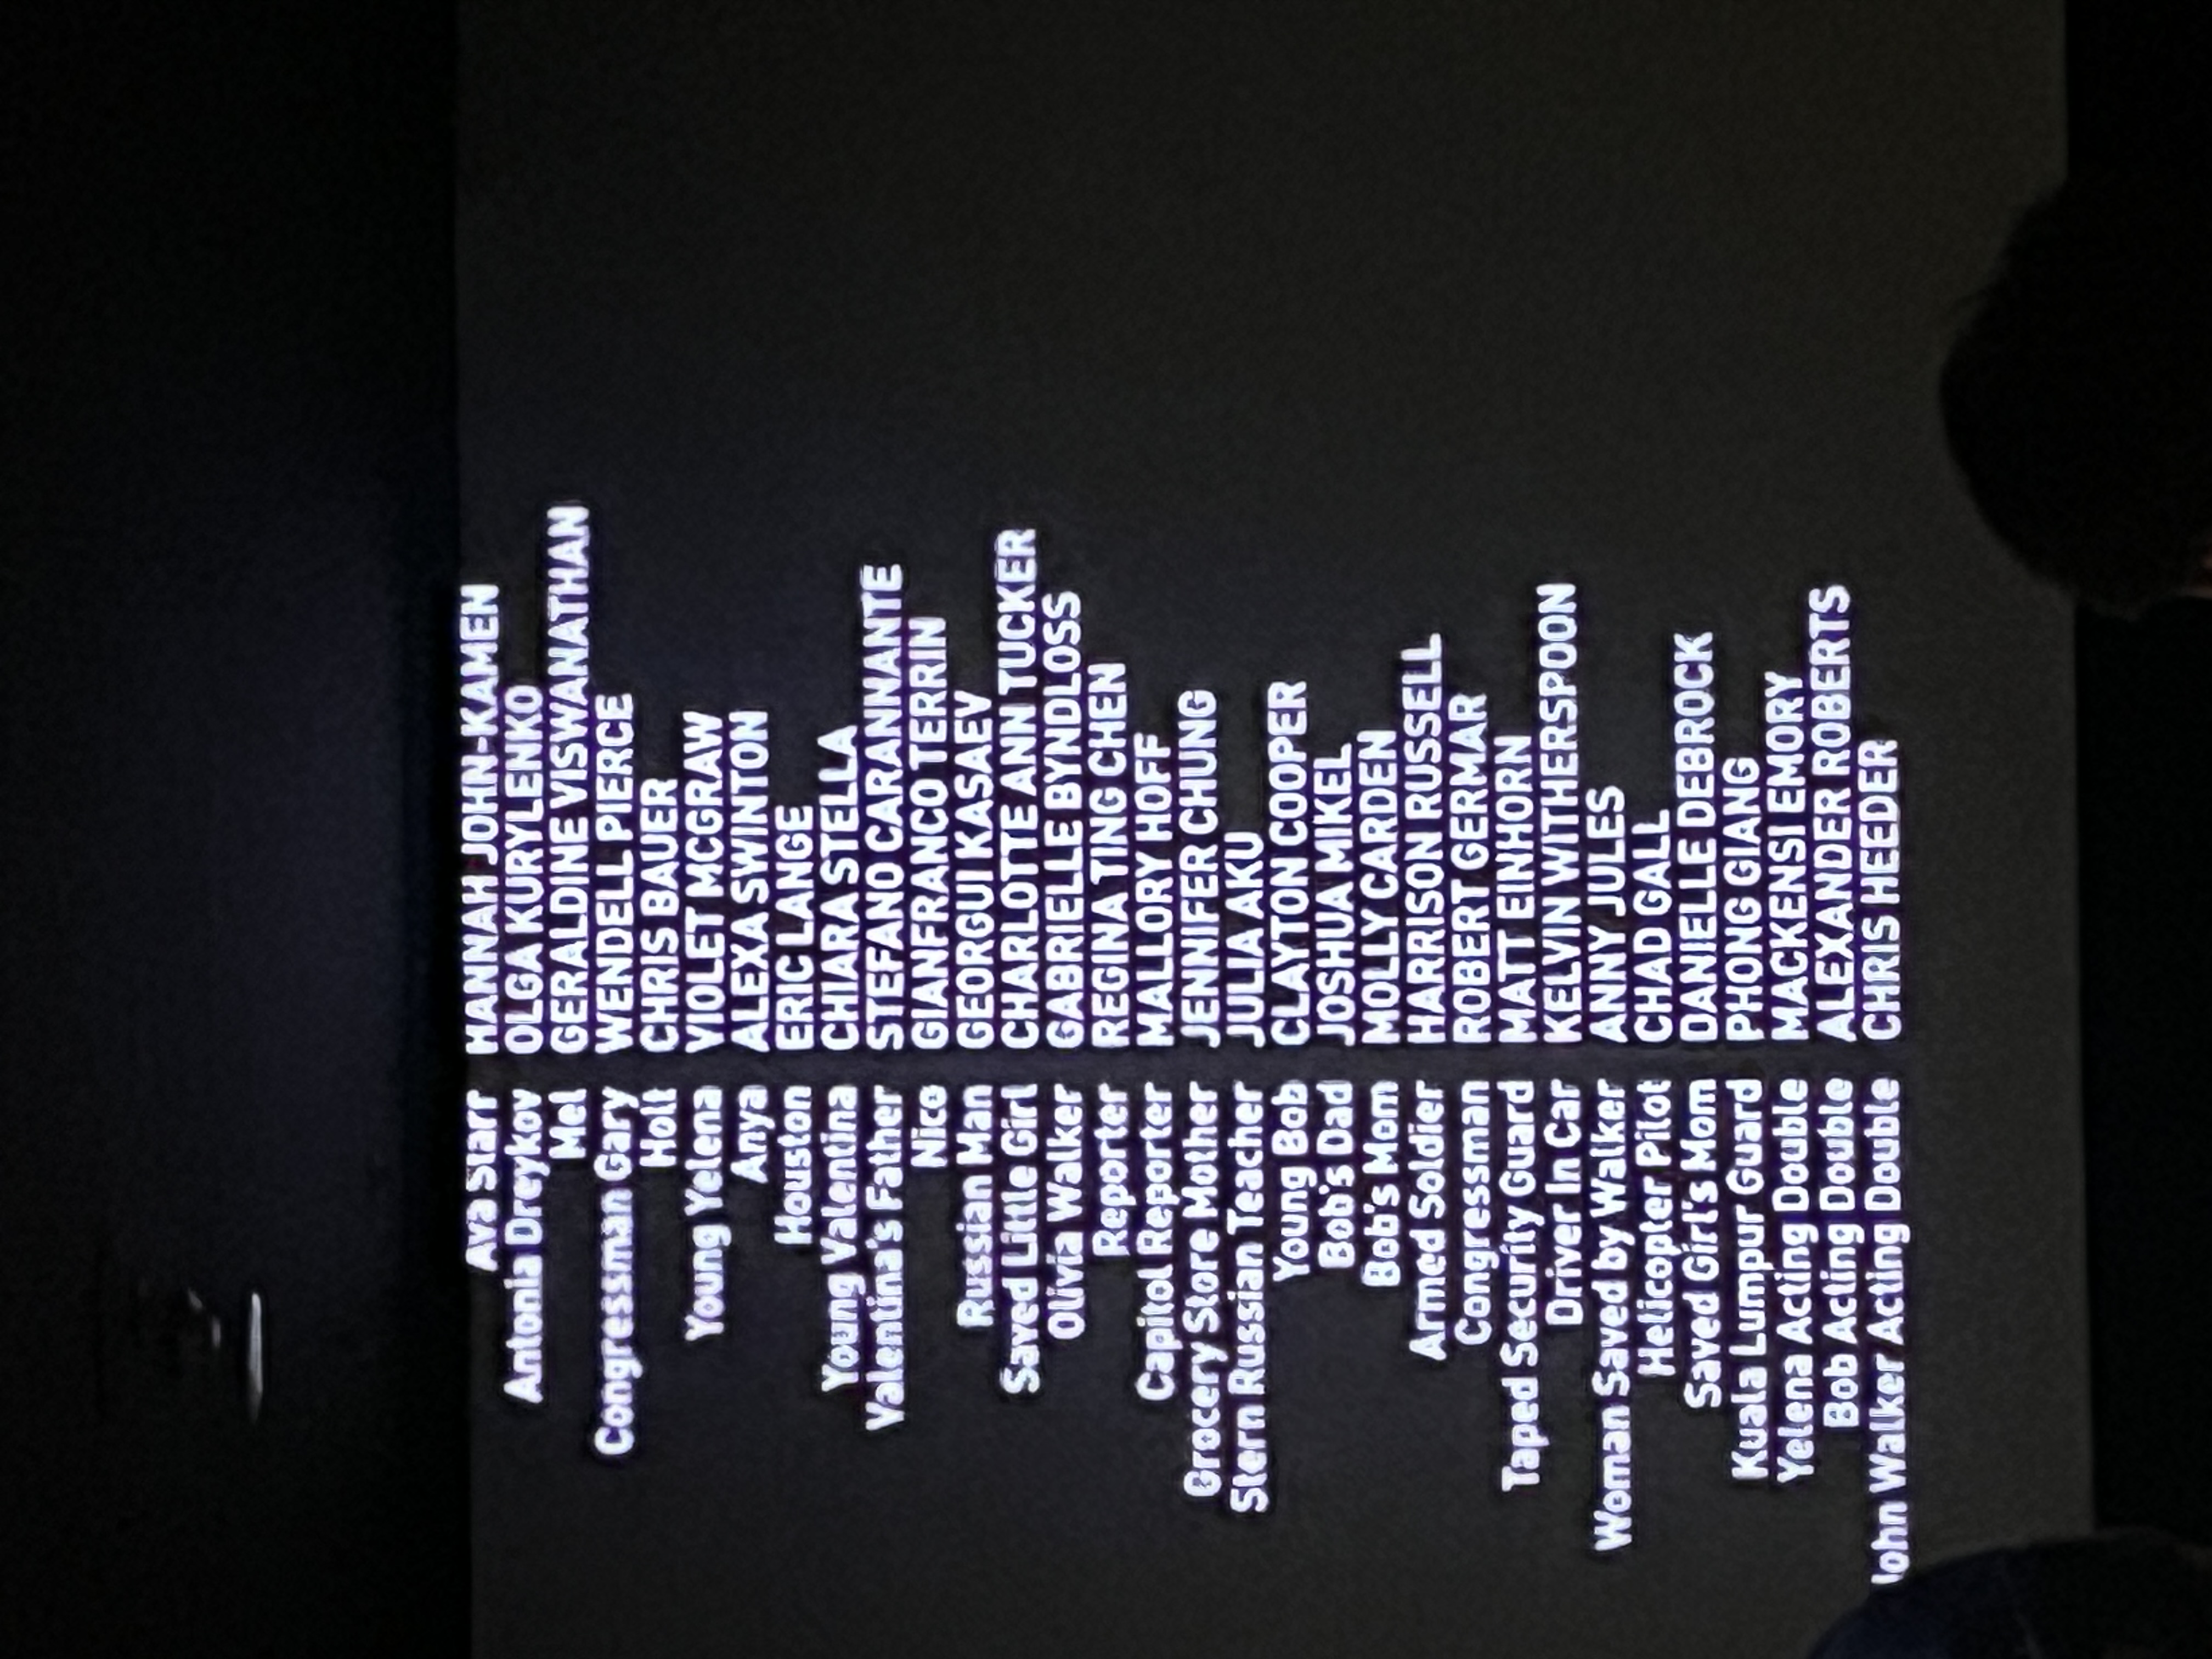 Ava Starr HANNAH JOHN-KAMEN
Antonia Dreykov OLGA KURYLENKO
Mel GERALDINE VISWANATHAN
Congressman Gary WENDELL PIERCE
Holt CHRIS BAUER
Young Yelena VIOLET MCGRAW
Anya ALEXA SWINTON
Houston ERIC LANGE
Young Valentina CHIARA STELLA
Valentina's Father STEFANO CARANNANTE
Nico GIANFRANCO TERRIN
Russian Man GEORGUI KASAEV
Saved Little Girl CHARLOTTE ANN TUCKER
Olivia Walker GABRIELLE BYNDLOSS
Reporter REGINA TING CHEN
Capitol Reporter MALLORY HOFF
Grocery Store Mother JENNIFER CHUNG
Stern Russian Teacher JULIA AKU
Young Bob CLAYTON COOPER
Bob's Dad JOSHUA MIKEL
Bob's Mom MOLLY CARDEN
Armed Soldier HARRISON RUSSELL
Congressman ROBERT GERMAR
Taped Security Guard MATT EINHORN
Driver In Car KELVIN WITHERSPOON
Woman Saved by Walker ANNY JULES
Helicopter Pilot CHAD GALL
Saved Girl's Mom DANIELLE DEBROCK
Kuala Lumpur Guard PHONG GIANG
Yelena Acting Double MACKENSI EMORY
Bob Acting Double ALEXANDER ROBERTS
John Walker Acting Double CHRIS HEEDER